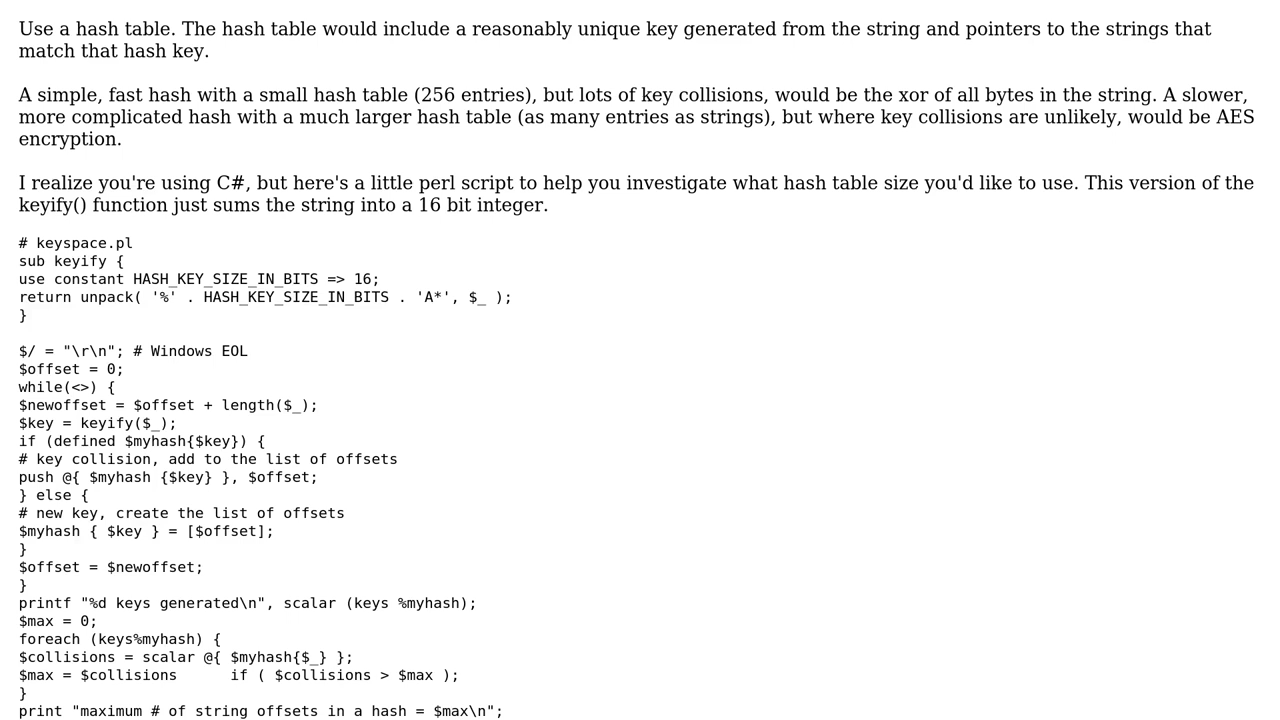 Use a hash table. The hash table would include a reasonably unique key generated from the string and pointers to the strings that
match that hash key.
A simple, fast hash with a small hash table (256 entries), but lots of key collisions, would be the xor of all bytes in the string. A slower,
more complicated hash with a much larger hash table (as many entries as strings), but where key collisions are unlikely, would be AES
encryption.
I realize you're using C#, but here's a little perl script to help you investigate what hash table size you'd like to use. This version of the
keyify() function just sums the string into a 16 bit integer.
# keyspace.pl
sub keyify {
use constant HASH_KEY_SIZE_IN_BITS => 16;
return unpack( '%' . HASH_KEY_SIZE_IN_BITS . 'A*', $_ );
}
$/ = "\r\n"; # Windows EOL
$offset = 0;
while(<>) {
$newoffset = $offset + length($_);
$key = keyify($_);
if (defined $myhash{$key}) {
# key collision, add to the list of offsets
push @{ $myhash {$key} }, $offset;
} else {
# new key, create the list of offsets
$myhash { $key } = [$offset];
}
$offset = $newoffset;
}
printf "%d keys generated\n", scalar (keys %myhash);
$max = 0;
foreach (keys%myhash) {
$collisions = scalar @{ $myhash{$_} };
$max = $collisions      if ( $collisions > $max );
}
print "maximum # of string offsets in a hash = $max\n";